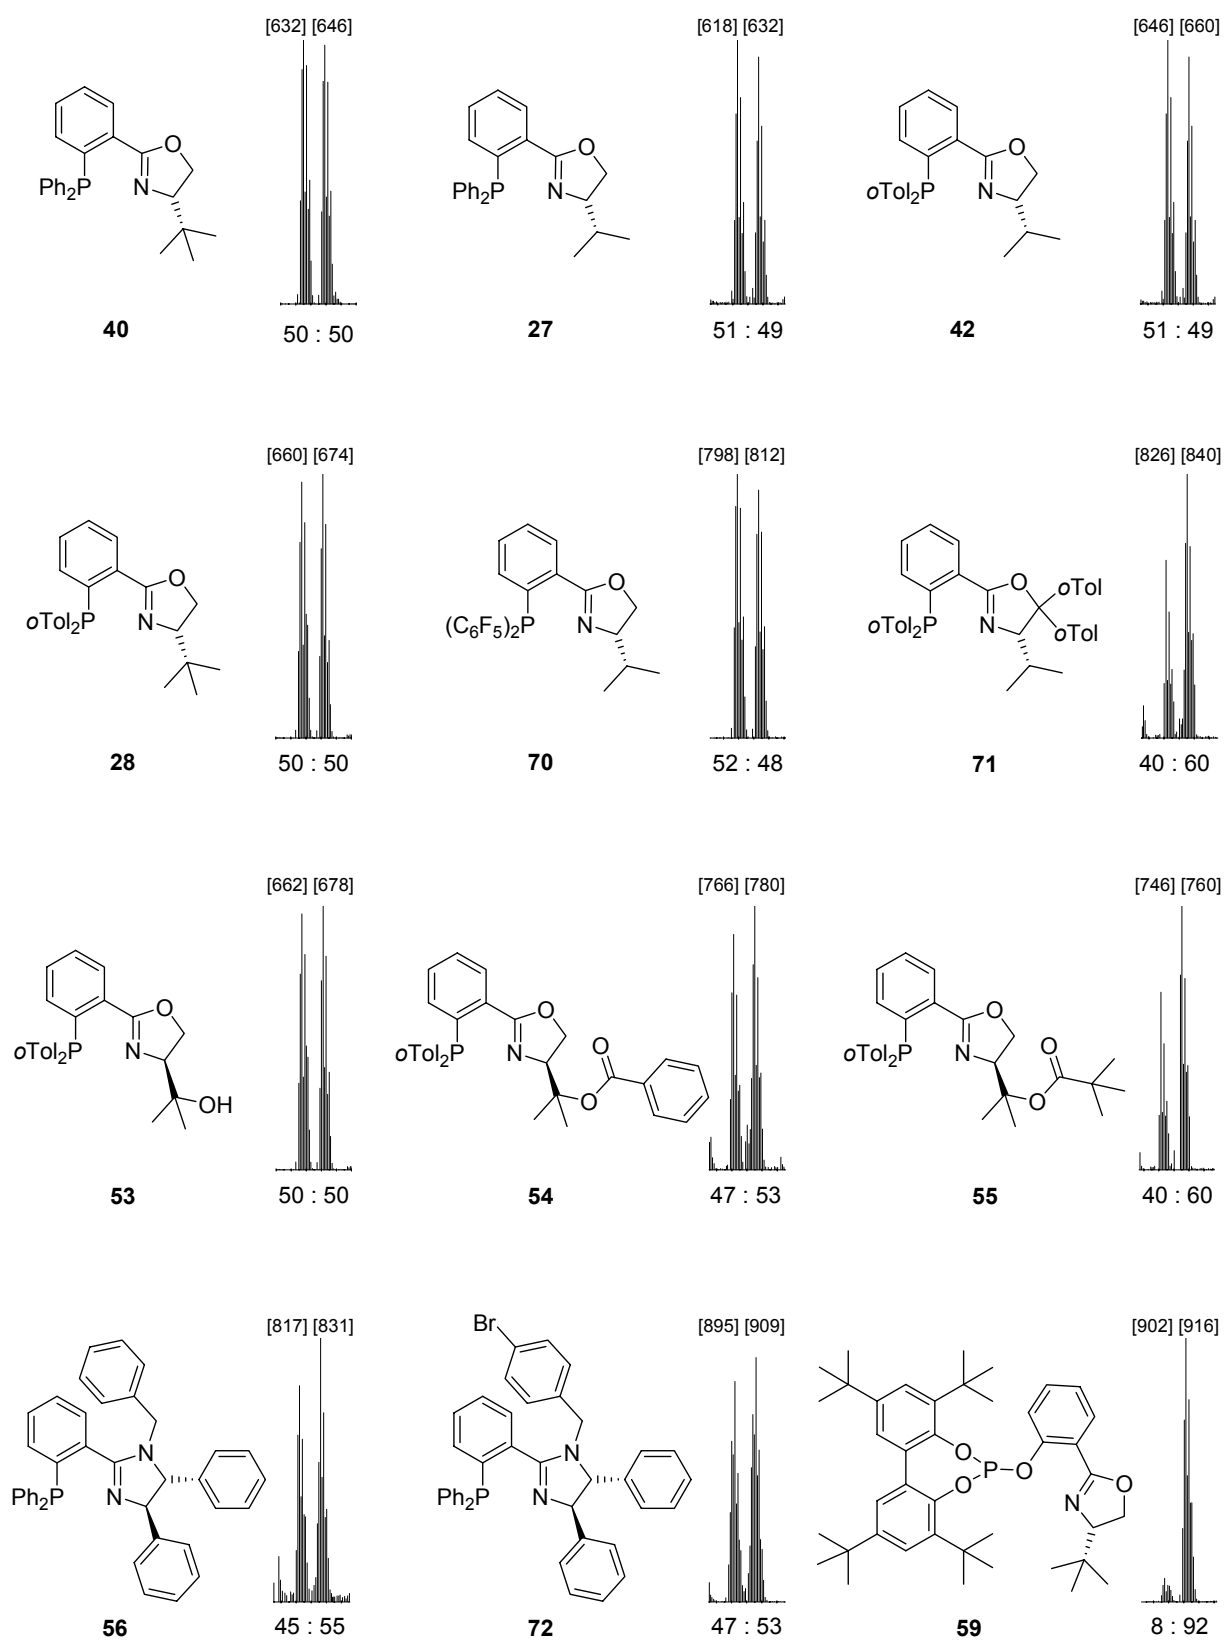 [632] [646]
[618] [632]
[646] [660]
O
N
Ph2P
O
N
Ph2P
O
N
oTol2P
40
50 : 50
27
51 : 49
42
51 : 49
[660] [674]
[798] [812]
[826] [840]
O
N
oTol2P
O
N
(C6F5)2P
O
oTol
oTol
N
oTol2P
28
50 : 50
70
52 : 48
71
40 : 60
[662] [678]
[766] [780]
[746] [760]
O
N
oTol2P
OH
O
N
oTol2P
O
O
O
N
oTol2P
O
O
53
50 : 50
54
47 : 53
55
40 : 60
[817] [831]
[895] [909]
[902] [916]
N
N
Ph2P
Br
N
N
Ph2P
O
O
P
O
O
N
56
45 : 55
72
47 : 53
59
8 : 92